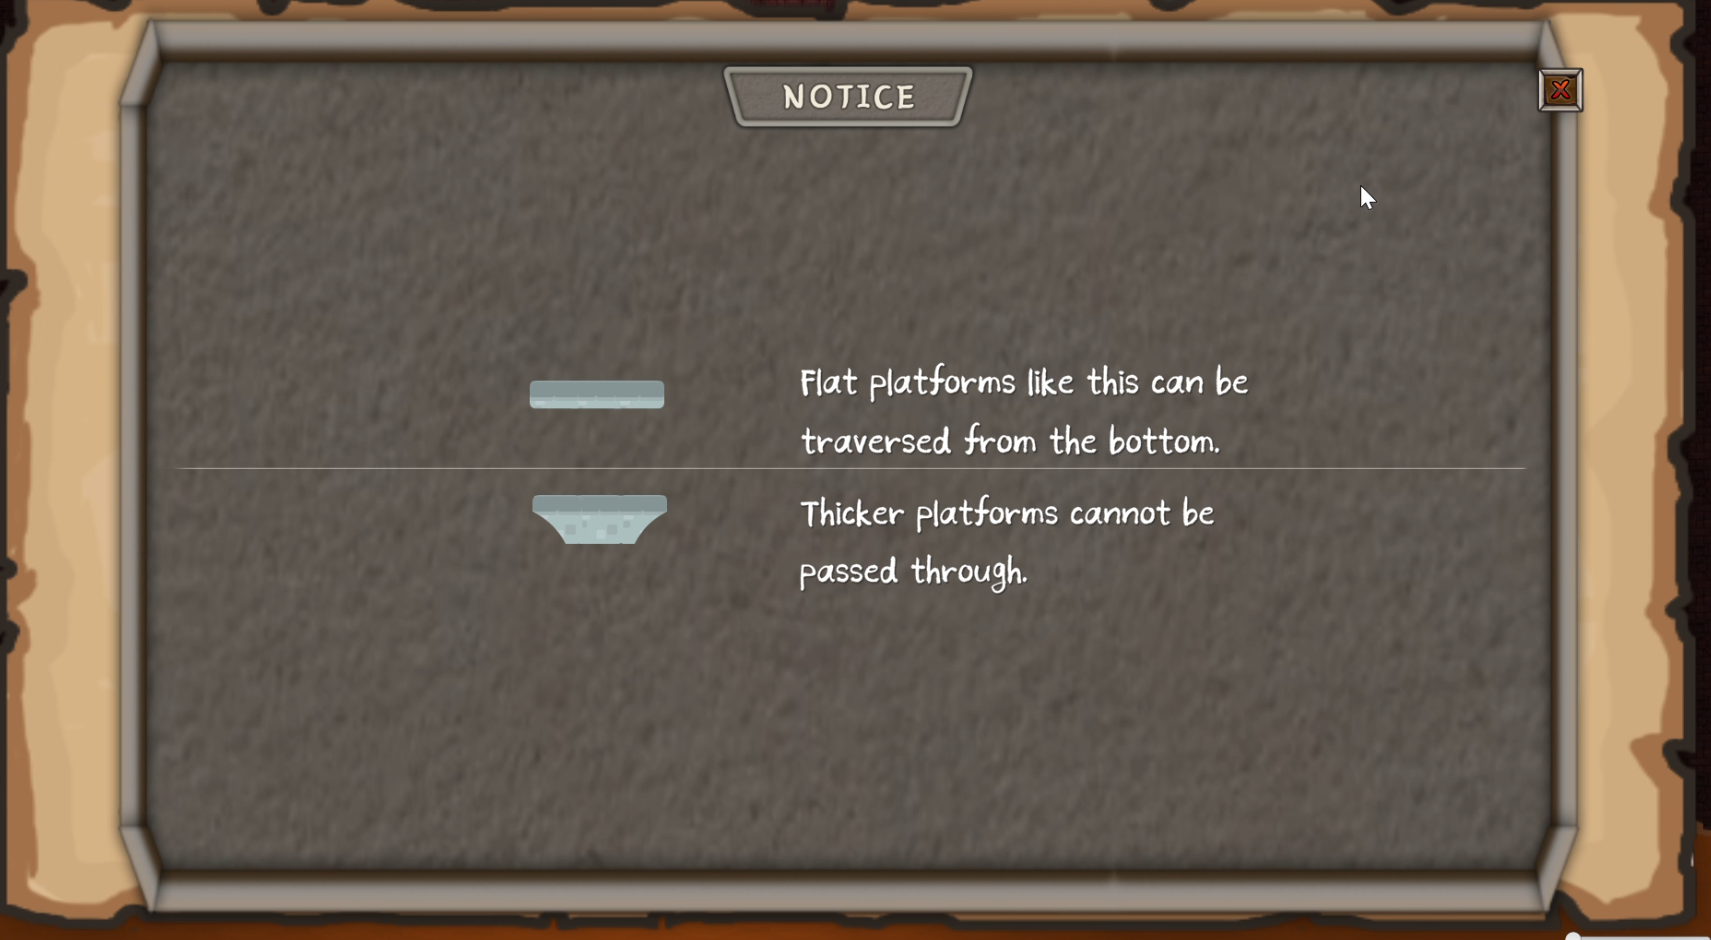 NOTICE
Flat platforms like this can be
traversed from the bottom.
Thicker platforms cannot be
passed through.